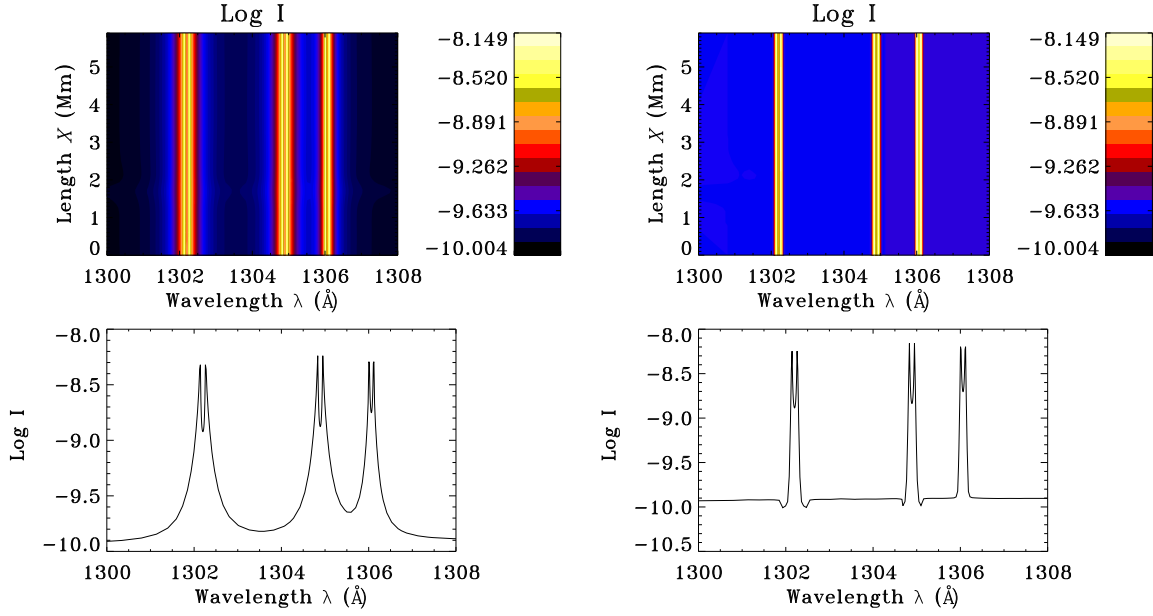 Log I
−8.149
−8.520
−8.891
−9.262
−9.633
−10.004
5
4
3
2
1
0
Length X (Mm)
1300 1302 1304 1306 1308
Wavelength λ (Å)
Log I
−8.149
−8.520
−8.891
−9.262
−9.633
−10.004
5
4
3
2
1
0
Length X (Mm)
1300 1302 1304 1306 1308
Wavelength λ (Å)
−8.0
−8.5
−9.0
−9.5
−10.0
Log I
1300 1302 1304 1306 1308
Wavelength λ (Å)
−8.0
−8.5
−9.0
−9.5
−10.0
−10.5
Log I
1300 1302 1304 1306 1308
Wavelength λ (Å)